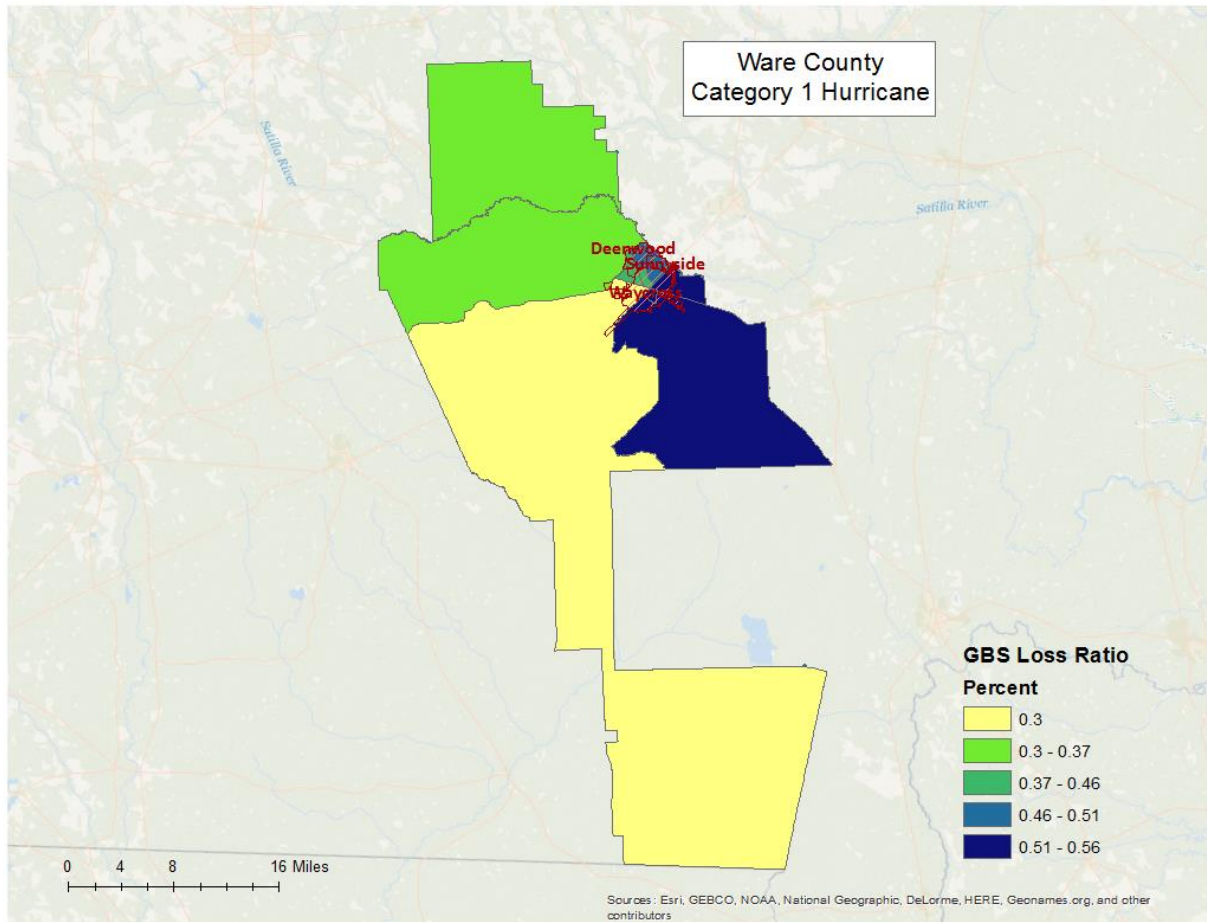 Ware County
Category 1 Hurricane
Satilla River
Satilla River
Deenwood
Sunnyside
Waycross
GBS Loss Ratio
Percent
0.3
0.3 - 0.37
0.37 - 0.46
0.46 - 0.51
0.51 - 0.56
0 4 8 16 Miles
Sources: Esri, GEBCO, NOAA, National Geographic, DeLorme, HERE, Geonames.org, and other
contributors